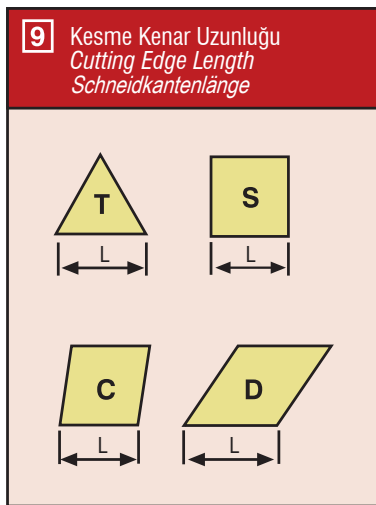 9 Kesme Kenar Uzunluğu
Cutting Edge Length
Schneidkantenlänge
T S
L L
C D
L L